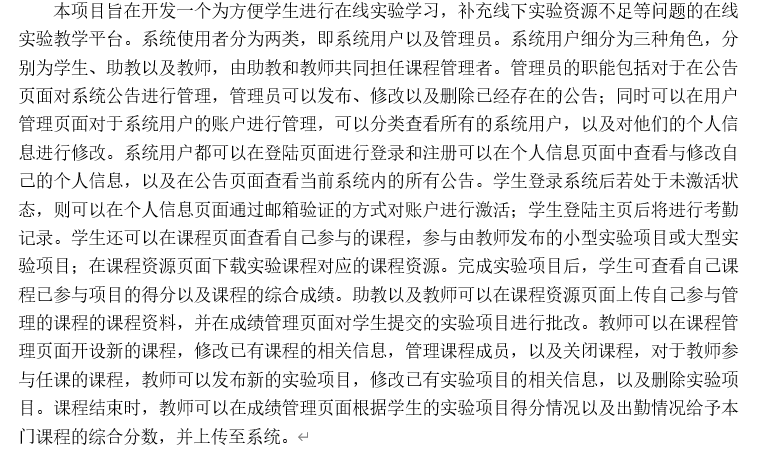 本项目旨在开发一个为方便学生进行在线实验学习，补充线下实验资源不足等问题的在线
实验教学平台。系统使用者分为两类，即系统用户以及管理员。系统用户细分为三种角色，分
别为学生、助教以及教师，由助教和教师共同担任课程管理者。管理员的职能包括对于在公告
页面对系统公告进行管理，管理员可以发布、修改以及删除已经存在的公告；同时可以在用户
管理页面对于系统用户的账户进行管理，可以分类查看所有的系统用户，以及对他们的个人信
息进行修改。系统用户都可以在登陆页面进行登录和注册可以在个人信息页面中查看与修改自
己的个人信息，以及在公告页面查看当前系统内的所有公告。学生登录系统后若处于未激活状
态，则可以在个人信息页面通过邮箱验证的方式对账户进行激活；学生登陆主页后将进行考勤
记录。学生还可以在课程页面查看自己参与的课程，参与由教师发布的小型实验项目或大型实
验项目；在课程资源页面下载实验课程对应的课程资源。完成实验项目后，学生可查看自己课
程已参与项目的得分以及课程的综合成绩。助教以及教师可以在课程资源页面上传自己参与管
理的课程的课程资料，并在成绩管理页面对学生提交的实验项目进行批改。教师可以在课程管
理页面开设新的课程，修改已有课程的相关信息，管理课程成员，以及关闭课程，对于教师参
与任课的课程，教师可以发布新的实验项目，修改已有实验项目的相关信息，以及删除实验项
目。课程结束时，教师可以在成绩管理页面根据学生的实验项目得分情况以及出勤情况给予本
门课程的综合分数，并上传至系统。↵